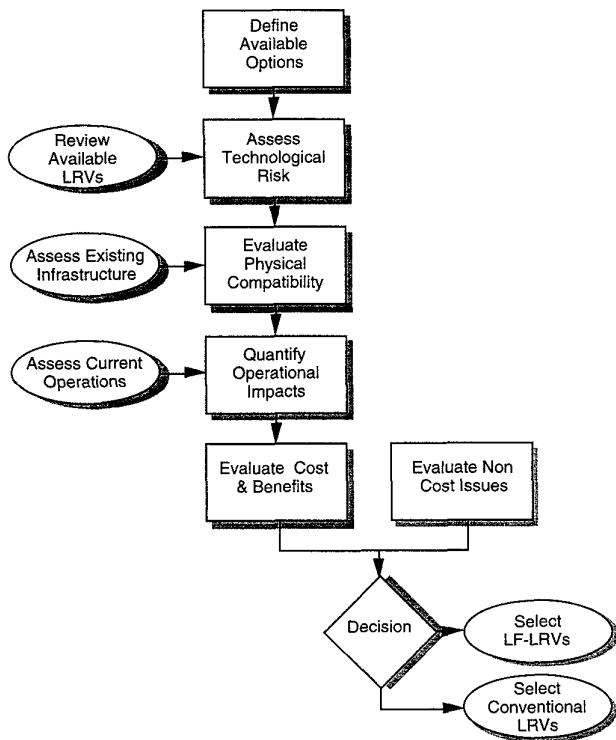 Define
Available
Options
Review
Available
LRVs
Assess
Technological
Risk
Assess Existing
Infrastructure
Evaluate
Physical
Compatibility
Assess Current
Operations
Quantify
Operational
Impacts
Evaluate Cost
& Benefits
Evaluate Non
Cost Issues
Decision
Select
LF-LRVs
Select
Conventional
LRVs